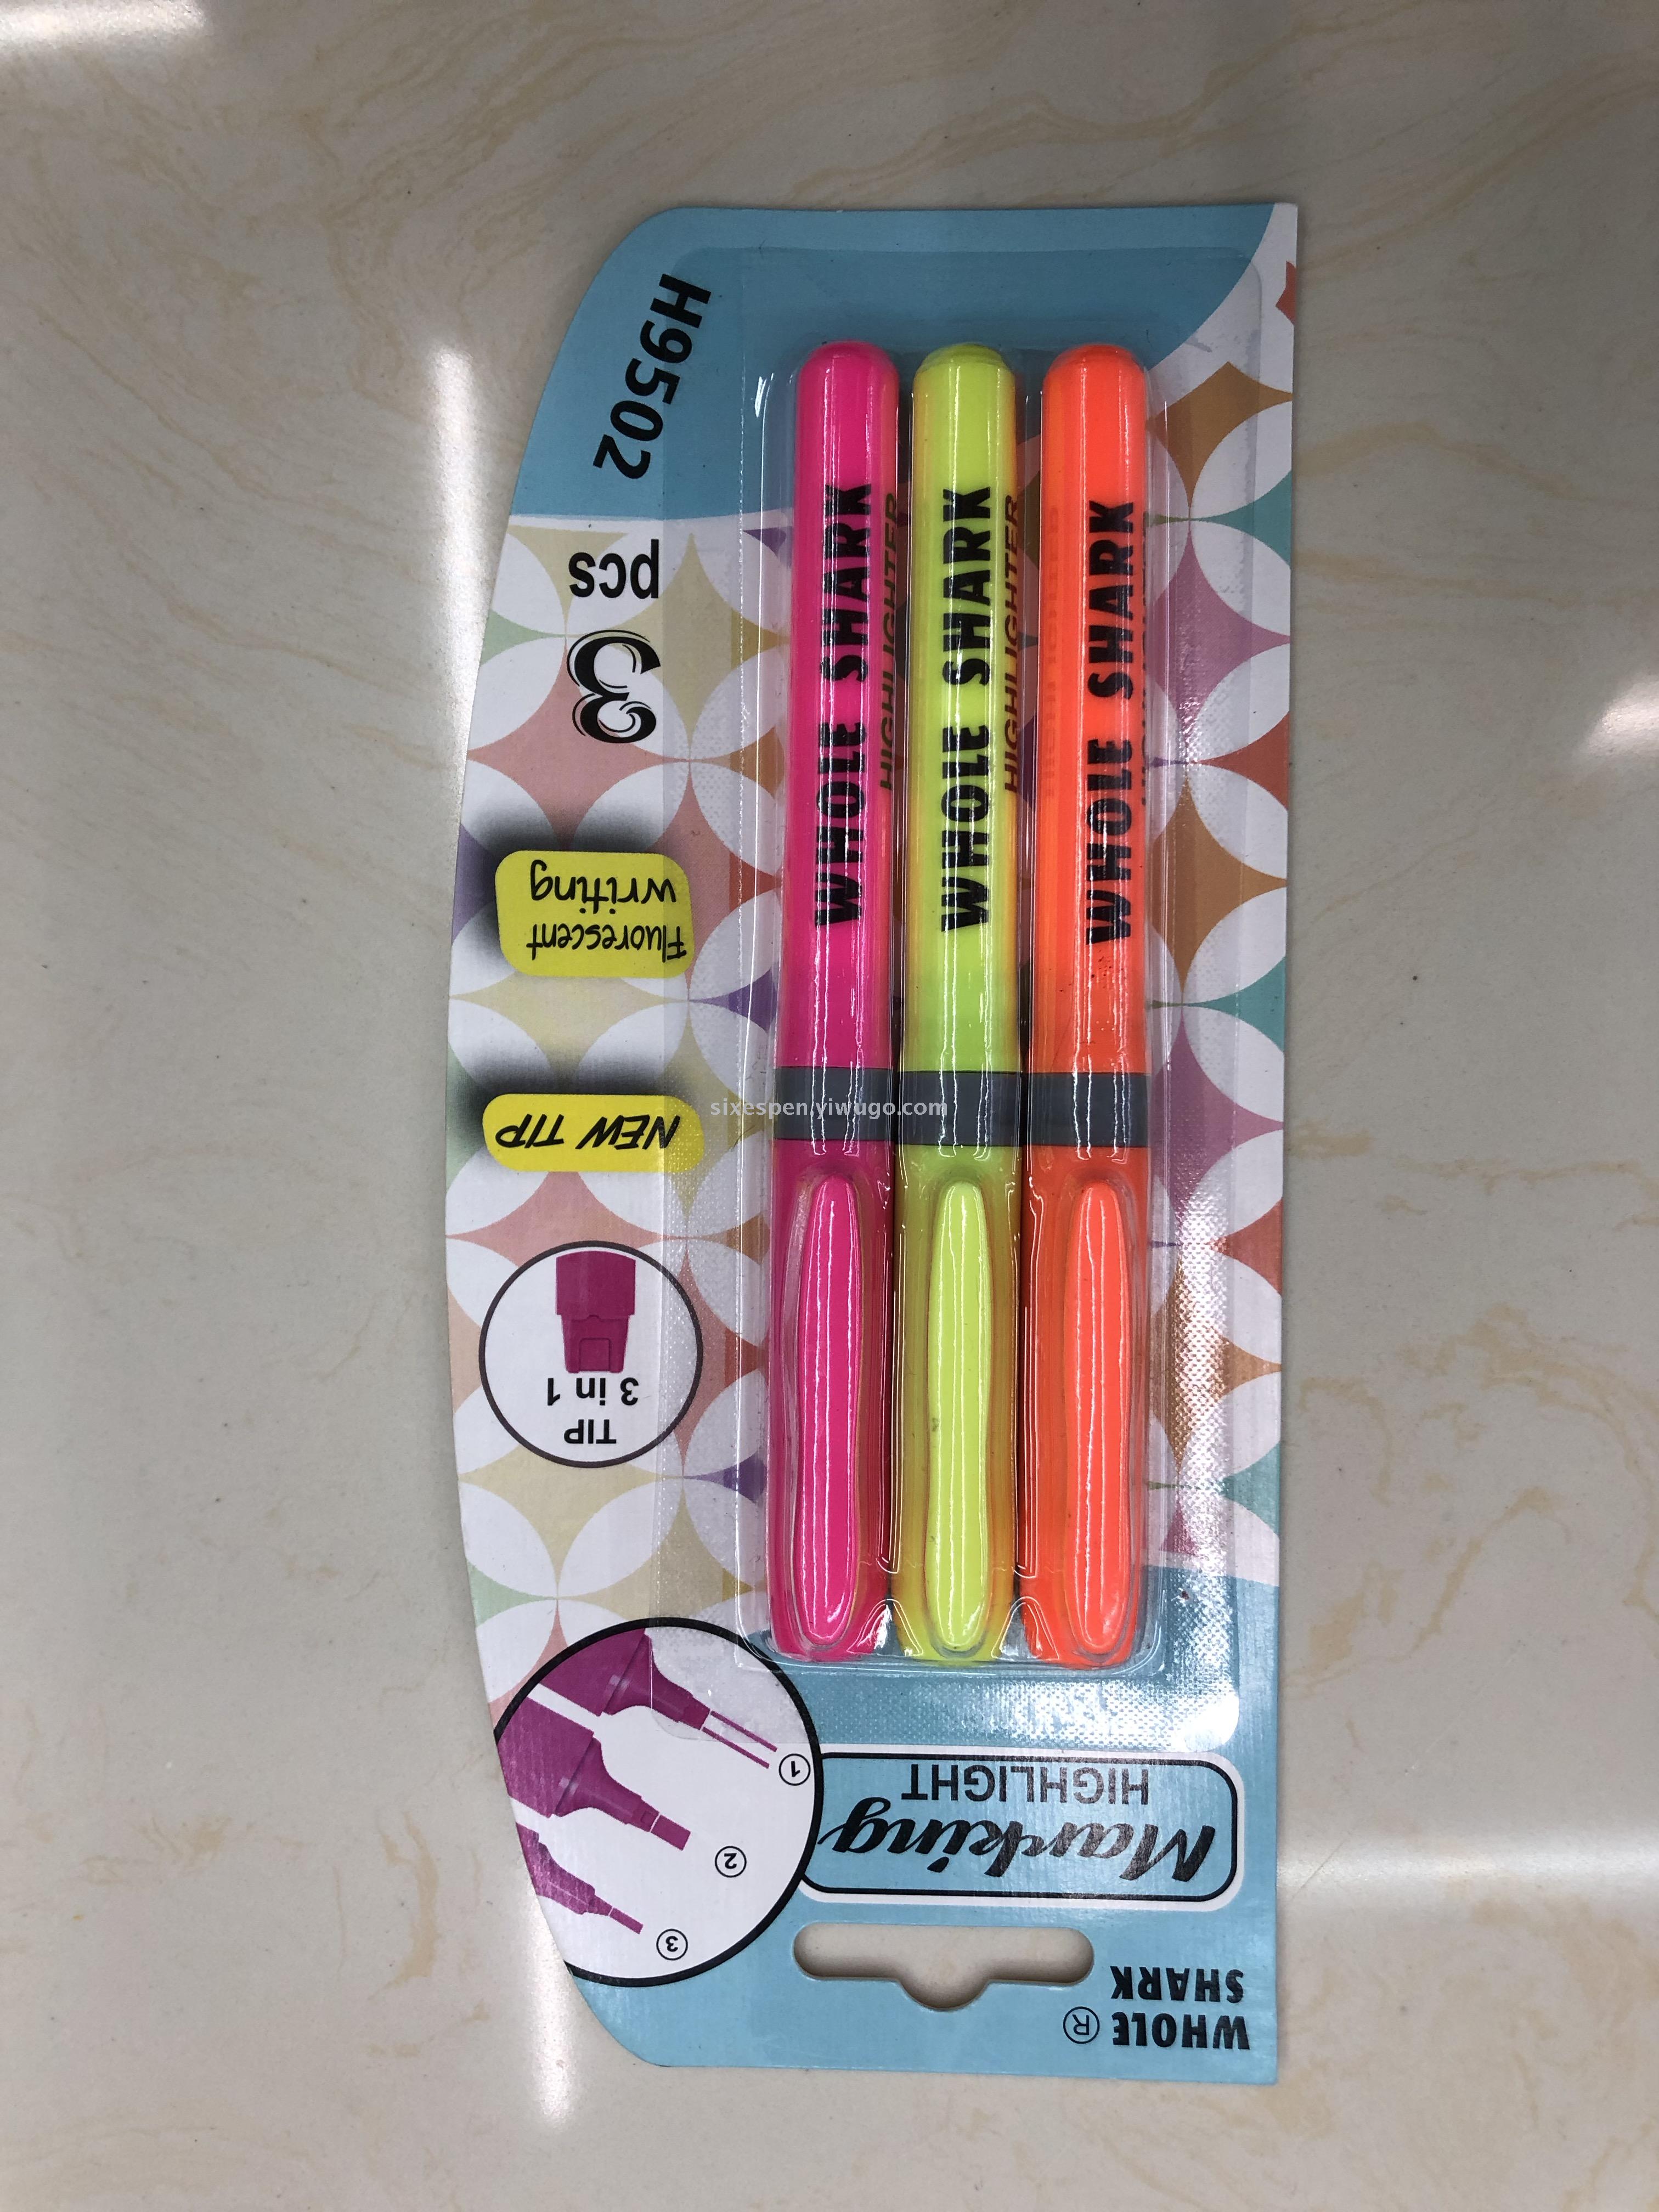 WHOLE ®
SHARK
Marking
HIGHLIGHT
3
2
1
TIP
3 in 1
NEW TIP
Fluorescent
writing
3
pcs
H9502
WHOLE SHARK
HIGHLIGHTER
WHOLE SHARK
HIGHLIGHTER
WHOLE SHARK
sixespen.yiwugo.com